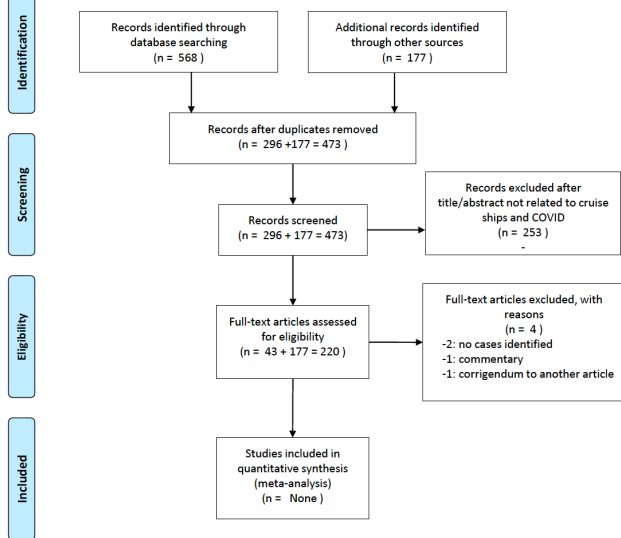 Identification
Records identified through
database searching
(n = 568 )
Additional records identified
through other sources
(n = 177 )
Records after duplicates removed
(n = 296 +177 = 473 )
Screening
Records screened
(n = 296 + 177 = 473)
Records excluded after
title/abstract not related to cruise
ships and COVID
(n = 253 )
-
Eligibility
Full-text articles assessed
for eligibility
(n = 43 + 177 = 220 )
Full-text articles excluded, with
reasons
(n = 4 )
-2: no cases identified
-1: commentary
-1: corrigendum to another article
Included
Studies included in
quantitative synthesis
(meta-analysis)
(n = None )